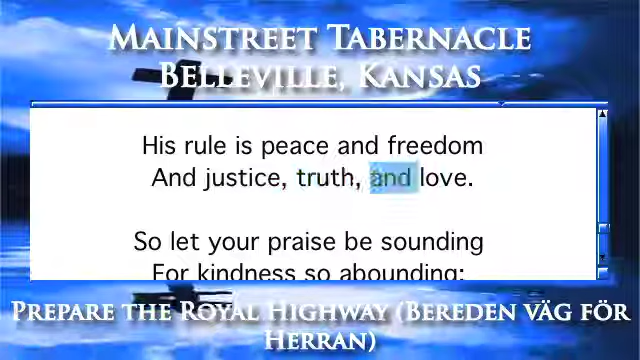 Mainstreet Tabernacle
Belleville, Kansas
His rule is peace and freedom
And justice, truth, and love.
So let your praise be sounding
For kindness so abounding:
Prepare the Royal Highway (Bereden väg för
Herran)